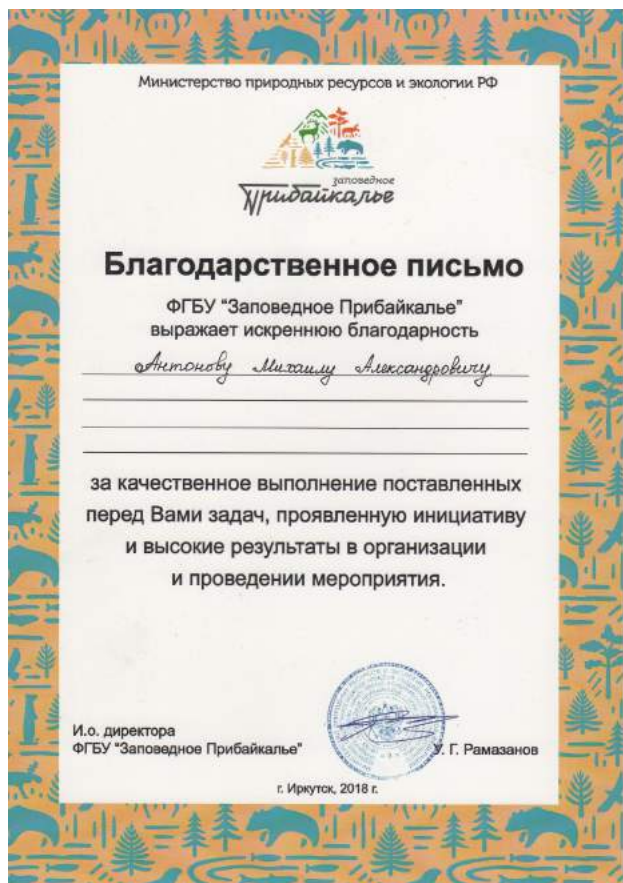 Министерство природных ресурсов и экологии РФ
заповедное
Прибайкалье
Благодарственное письмо
ФГБУ "Заповедное Прибайкалье"
выражает искреннюю благодарность
Антонову Михаилу Александровичу
за качественное выполнение поставленных
перед Вами задач, проявленную инициативу
и высокие результаты в организации
и проведении мероприятия.
И.о. директора
ФГБУ "Заповедное Прибайкалье"
У. Г. Рамазанов
г. Иркутск, 2018 г.